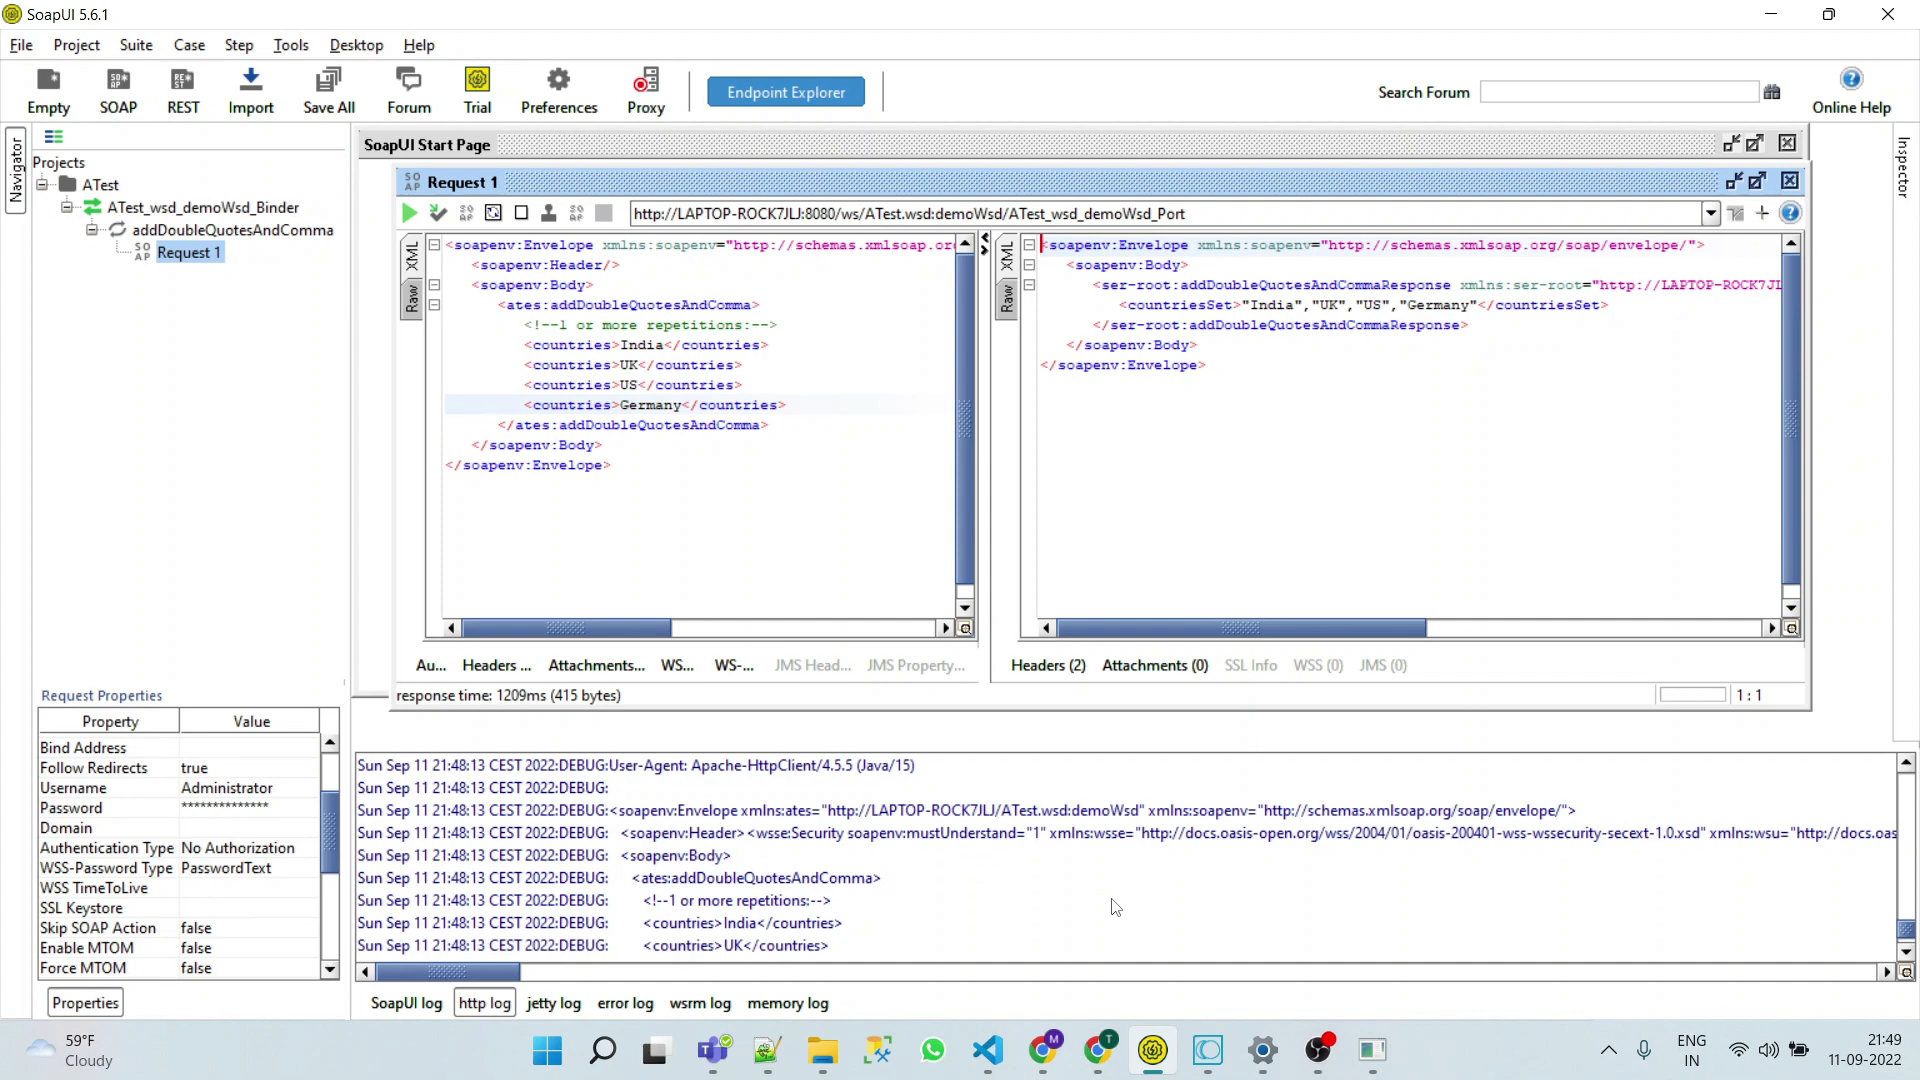 SoapUI 5.6.1
File Project Suite Case Step Tools Desktop Help
Empty SOAP REST Import Save All Forum Trial Preferences Proxy Endpoint Explorer Search Forum Online Help
Navigator
Projects
ATest
ATest_wsd_demoWsd_Binder
addDoubleQuotesAndComma
SO AP Request 1
SoapUI Start Page
SO AP Request 1
http://LAPTOP-ROCK7JLJ:8080/ws/ATest.wsd:demoWsd/ATest_wsd_demoWsd_Port
XML
Raw
<soapenv:Envelope xmlns:soapenv="http://schemas.xmlsoap.or
<soapenv:Header/>
<soapenv:Body>
<ates:addDoubleQuotesAndComma>
<!--1 or more repetitions:-->
<countries>India</countries>
<countries>UK</countries>
<countries>US</countries>
<countries>Germany</countries>
</ates:addDoubleQuotesAndComma>
</soapenv:Body>
</soapenv:Envelope>
Au... Headers ... Attachments... WS... WS-... JMS Head... JMS Property...
XML
Raw
<soapenv:Envelope xmlns:soapenv="http://schemas.xmlsoap.org/soap/envelope/">
<soapenv:Body>
<ser-root:addDoubleQuotesAndCommaResponse xmlns:ser-root="http://LAPTOP-ROCK7JL
<countriesSet>"India","UK","US","Germany"</countriesSet>
</ser-root:addDoubleQuotesAndCommaResponse>
</soapenv:Body>
</soapenv:Envelope>
Headers (2) Attachments (0) SSL Info WSS (0) JMS (0)
response time: 1209ms (415 bytes)
1 : 1
Inspector
Request Properties
Property Value
Bind Address
Follow Redirects true
Username Administrator
Password **************
Domain
Authentication Type No Authorization
WSS-Password Type PasswordText
WSS TimeToLive
SSL Keystore
Skip SOAP Action false
Enable MTOM false
Force MTOM false
Properties
Sun Sep 11 21:48:13 CEST 2022:DEBUG:User-Agent: Apache-HttpClient/4.5.5 (Java/15)
Sun Sep 11 21:48:13 CEST 2022:DEBUG:
Sun Sep 11 21:48:13 CEST 2022:DEBUG:<soapenv:Envelope xmlns:ates="http://LAPTOP-ROCK7JLJ/ATest.wsd:demoWsd" xmlns:soapenv="http://schemas.xmlsoap.org/soap/envelope/">
Sun Sep 11 21:48:13 CEST 2022:DEBUG: <soapenv:Header><wsse:Security soapenv:mustUnderstand="1" xmlns:wsse="http://docs.oasis-open.org/wss/2004/01/oasis-200401-wss-wssecurity-secext-1.0.xsd" xmlns:wsu="http://docs.oas
Sun Sep 11 21:48:13 CEST 2022:DEBUG: <soapenv:Body>
Sun Sep 11 21:48:13 CEST 2022:DEBUG: <ates:addDoubleQuotesAndComma>
Sun Sep 11 21:48:13 CEST 2022:DEBUG: <!--1 or more repetitions:-->
Sun Sep 11 21:48:13 CEST 2022:DEBUG: <countries>India</countries>
Sun Sep 11 21:48:13 CEST 2022:DEBUG: <countries>UK</countries>
SoapUI log http log jetty log error log wsrm log memory log
59°F
Cloudy
ENG
IN
21:49
11-09-2022